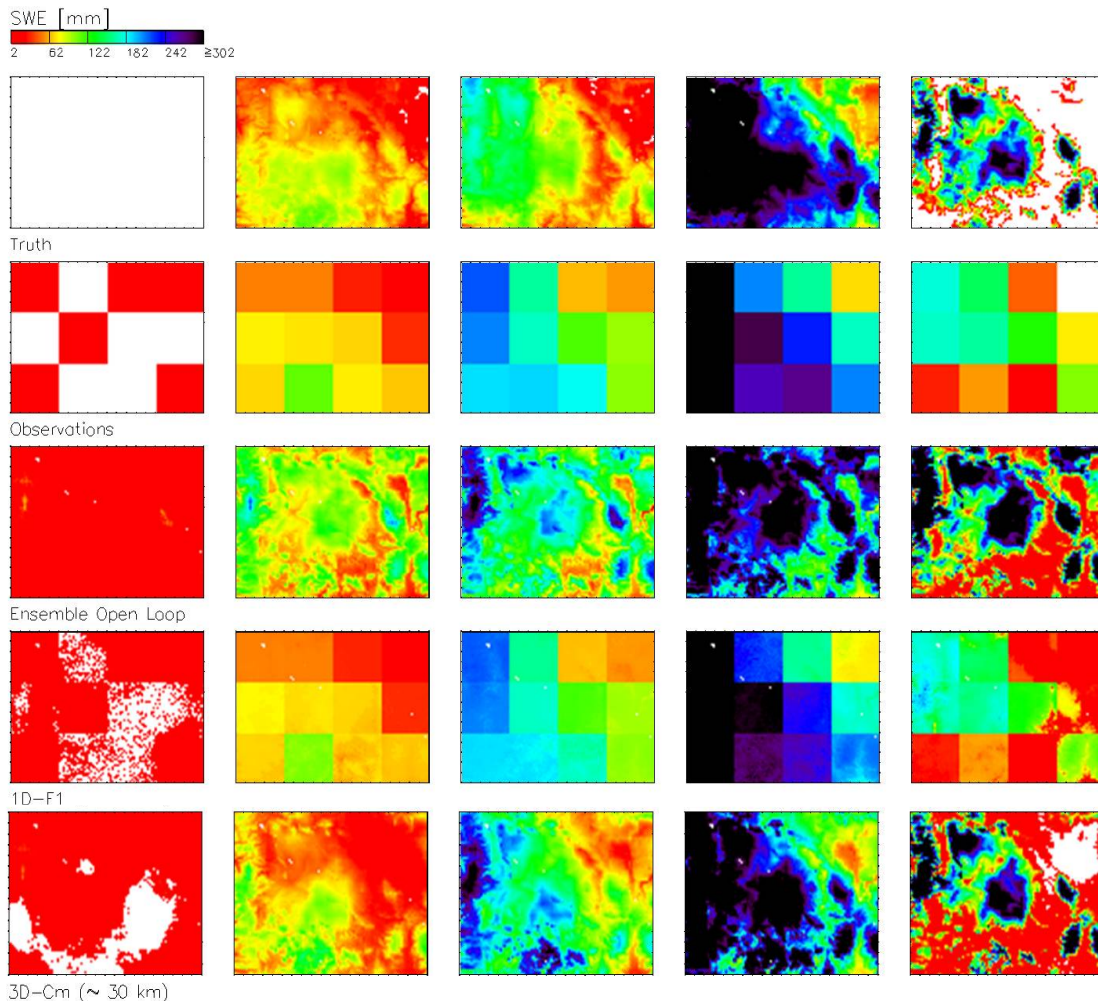 SWE [mm]
2 62 122 182 242 ≥302
Truth
Observations
Ensemble Open Loop
1D-F1
3D-Cm (~ 30 km)